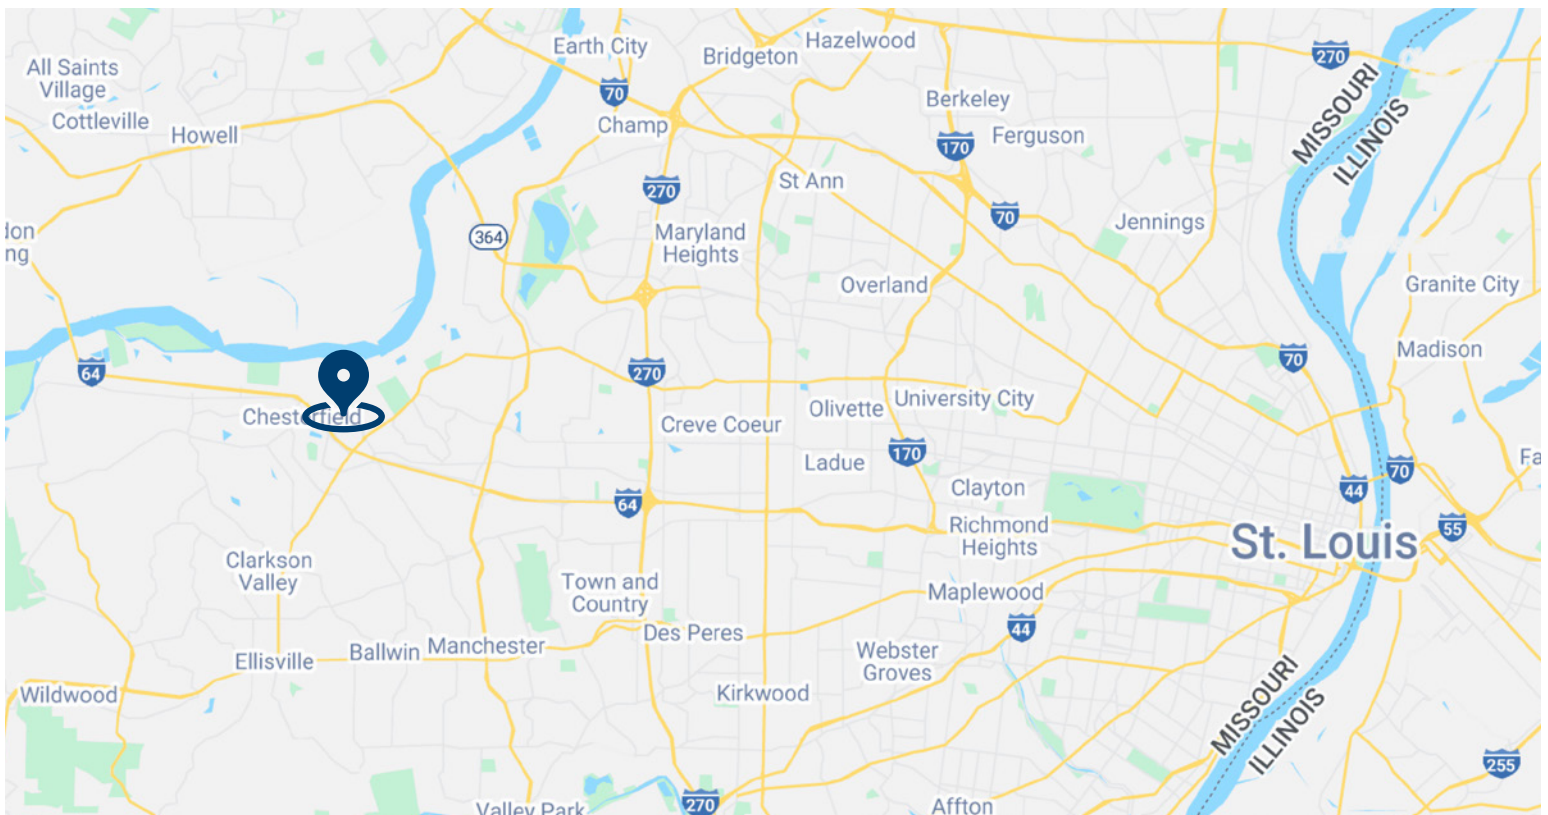 Earth City
Hazelwood
Bridgeton
270
All Saints
Village
70
Berkeley
MISSOURI
ILLINOIS
Cottleville
Howell
Champ
Ferguson
170
270
St Ann
70
Jennings
364
Maryland
Heights
Overland
Granite City
Madison
64
270
70
Chesterfield
University City
Olivette
Creve Coeur
170
Ladue
70
44
Clayton
64
St. Louis
55
Richmond
Heights
Clarkson
Valley
Town and
Country
Maplewood
44
Des Peres
Manchester
Ballwin
Ellisville
Webster
Groves
Wildwood
Kirkwood
MISSOURI
ILLINOIS
255
270
Affton
Valley Park